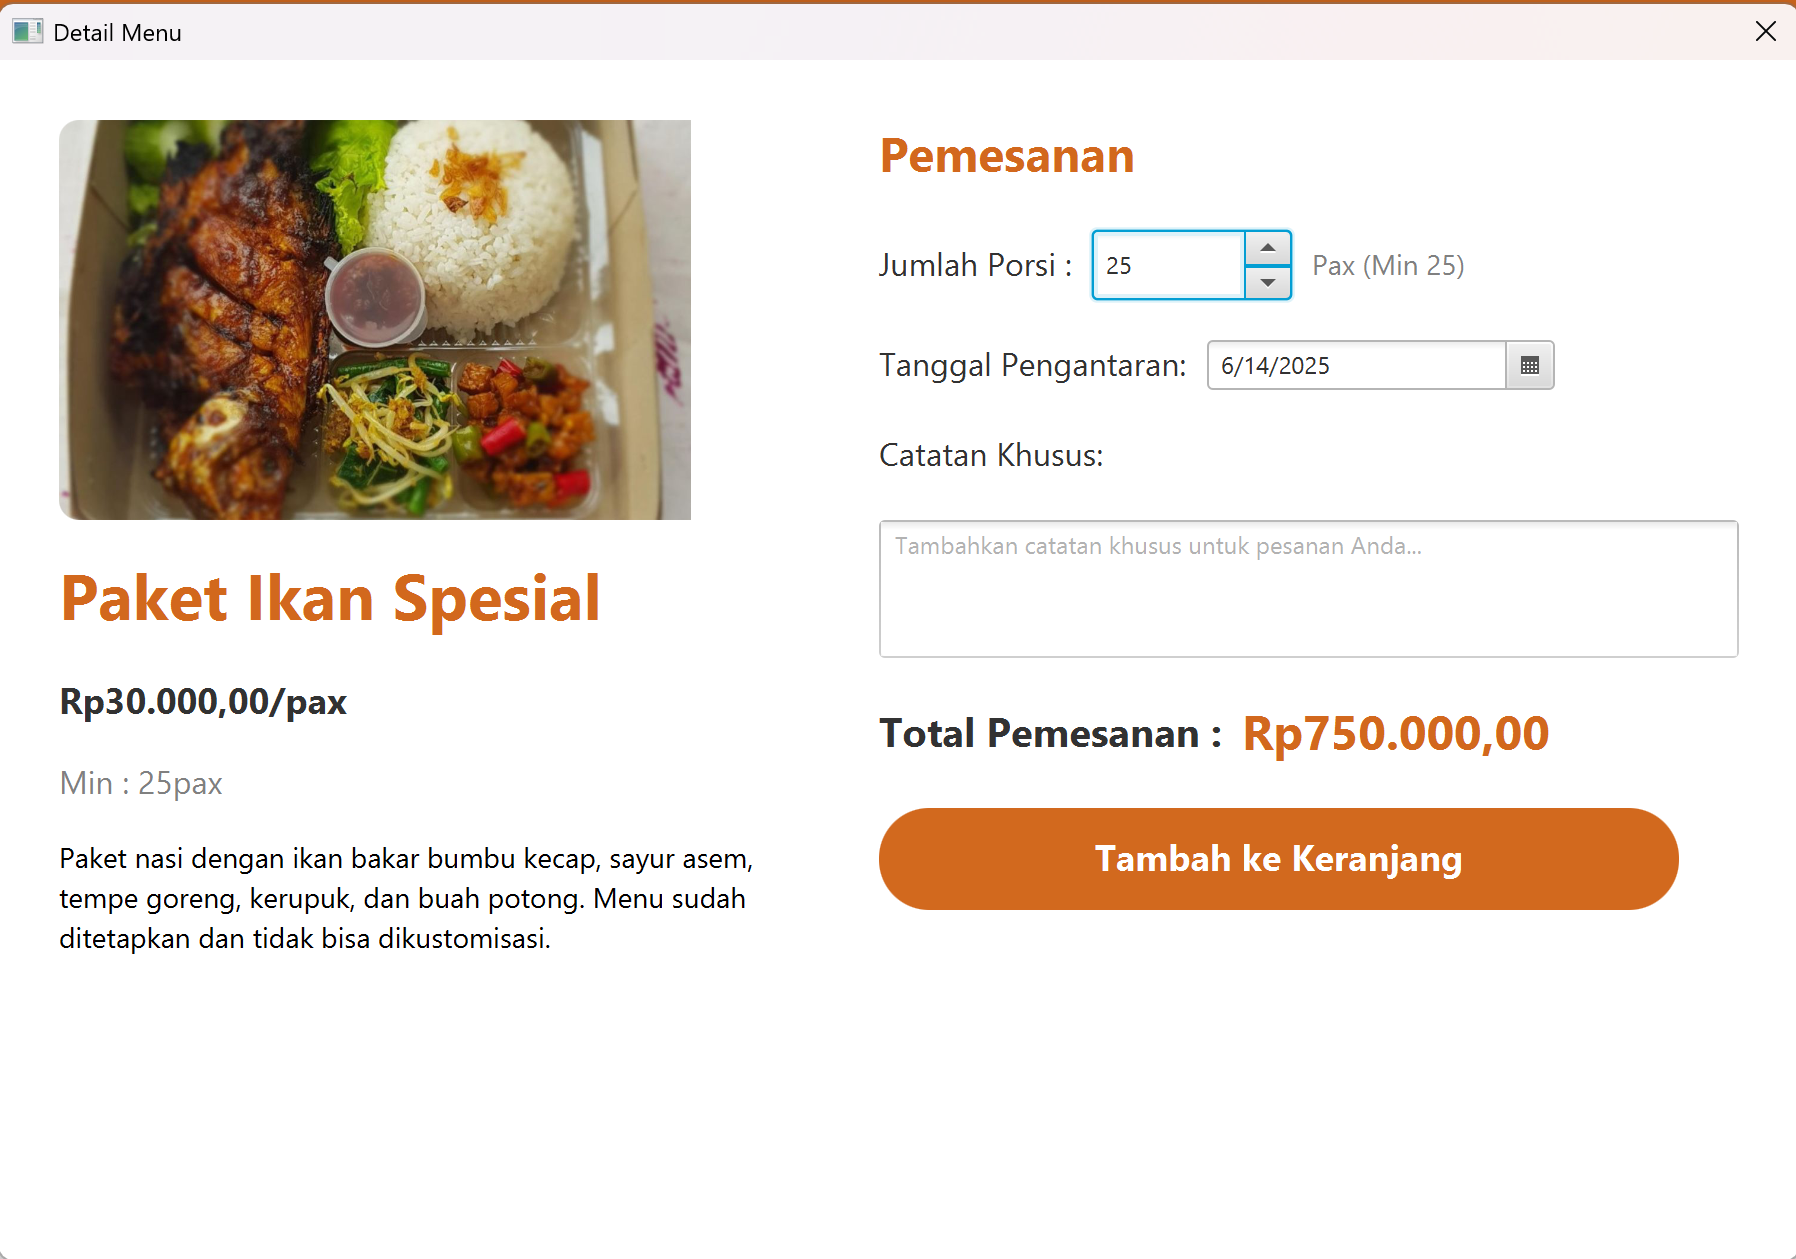 Detail Menu
Paket Ikan Spesial
Rp30.000,00/pax
Min : 25pax
Paket nasi dengan ikan bakar bumbu kecap, sayur asem,
tempe goreng, kerupuk, dan buah potong. Menu sudah
ditetapkan dan tidak bisa dikustomisasi.
Pemesanan
Jumlah Porsi : 25 Pax (Min 25)
Tanggal Pengantaran: 6/14/2025
Catatan Khusus:
Tambahkan catatan khusus untuk pesanan Anda...
Total Pemesanan : Rp750.000,00
Tambah ke Keranjang